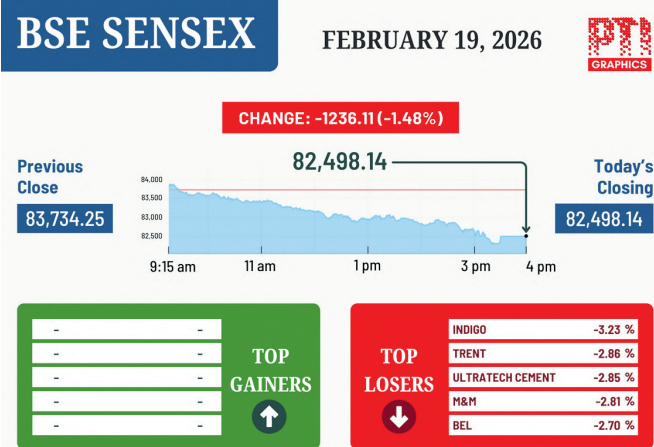 BSE SENSEX
FEBRUARY 19, 2026
PTI
GRAPHICS
CHANGE: -1236.11 (-1.48%)
Previous
Close
83,734.25
82,498.14
Today's
Closing
82,498.14
84,000
83,500
83,000
82,500
9:15 am 11 am 1 pm 3 pm 4 pm
- -
- -
- -
- -
- -
TOP
GAINERS
TOP
LOSERS
INDIGO -3.23 %
TRENT -2.86 %
ULTRATECH CEMENT -2.85 %
M&M -2.81 %
BEL -2.70 %